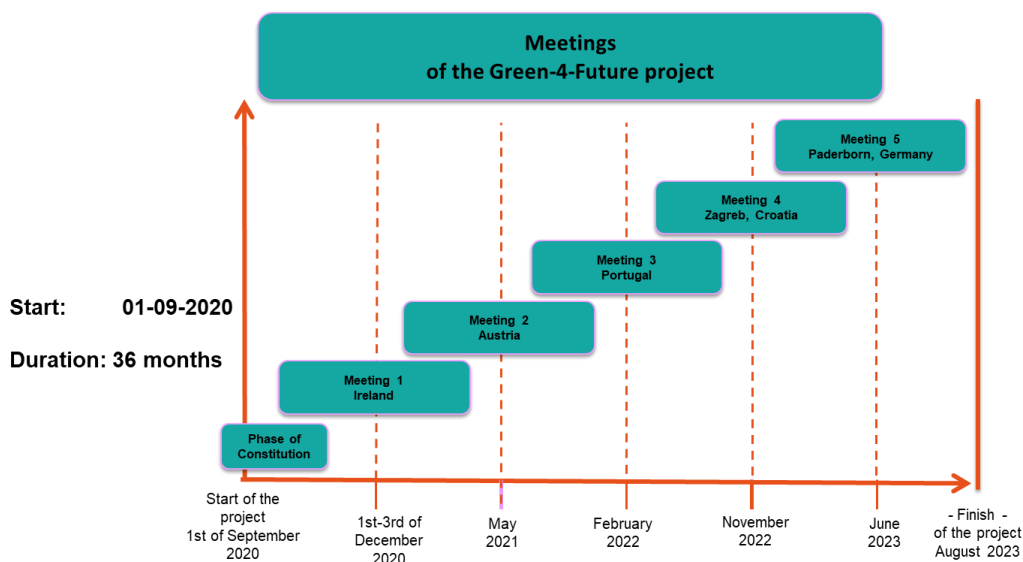 Meetings
of the Green-4-Future project
Meeting 5
Paderborn, Germany
Meeting 4
Zagreb, Croatia
Meeting 3
Portugal
Start: 01-09-2020
Meeting 2
Austria
Duration: 36 months
Meeting 1
Ireland
Phase of
Constitution
Start of the
project
1st of September
2020
1st-3rd of
December
2020
May
2021
February
2022
November
2022
June
2023
- Finish -
of the project
August 2023